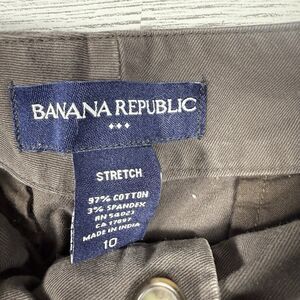 BANANA REPUBLIC
STRETCH
97% COTTON
3% SPANDEX
RN 54023
CA 17897
MADE IN INDIA
10